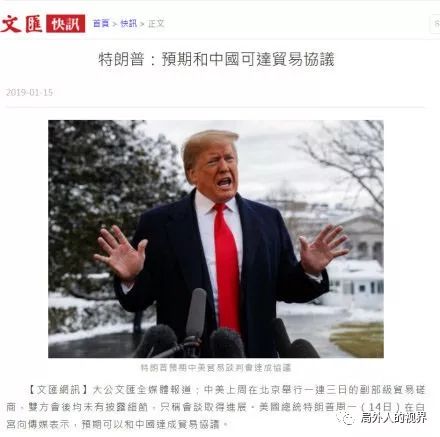 文匯 快訊 首頁 > 快訊 > 正文
特朗普：預期和中國可達貿易協議
2019-01-15
特朗普預期中美貿易談判會達成協議
【文匯網訊】大公文匯全媒體報道：中美上周在北京舉行一連三日的副部級貿易磋
商，雙方會後均未有披露細節，只稱會談取得進展。美國總統特朗普周一（14日）在白
宮向傳媒表示，預期可以和中國達成貿易協議。
局外人的视界